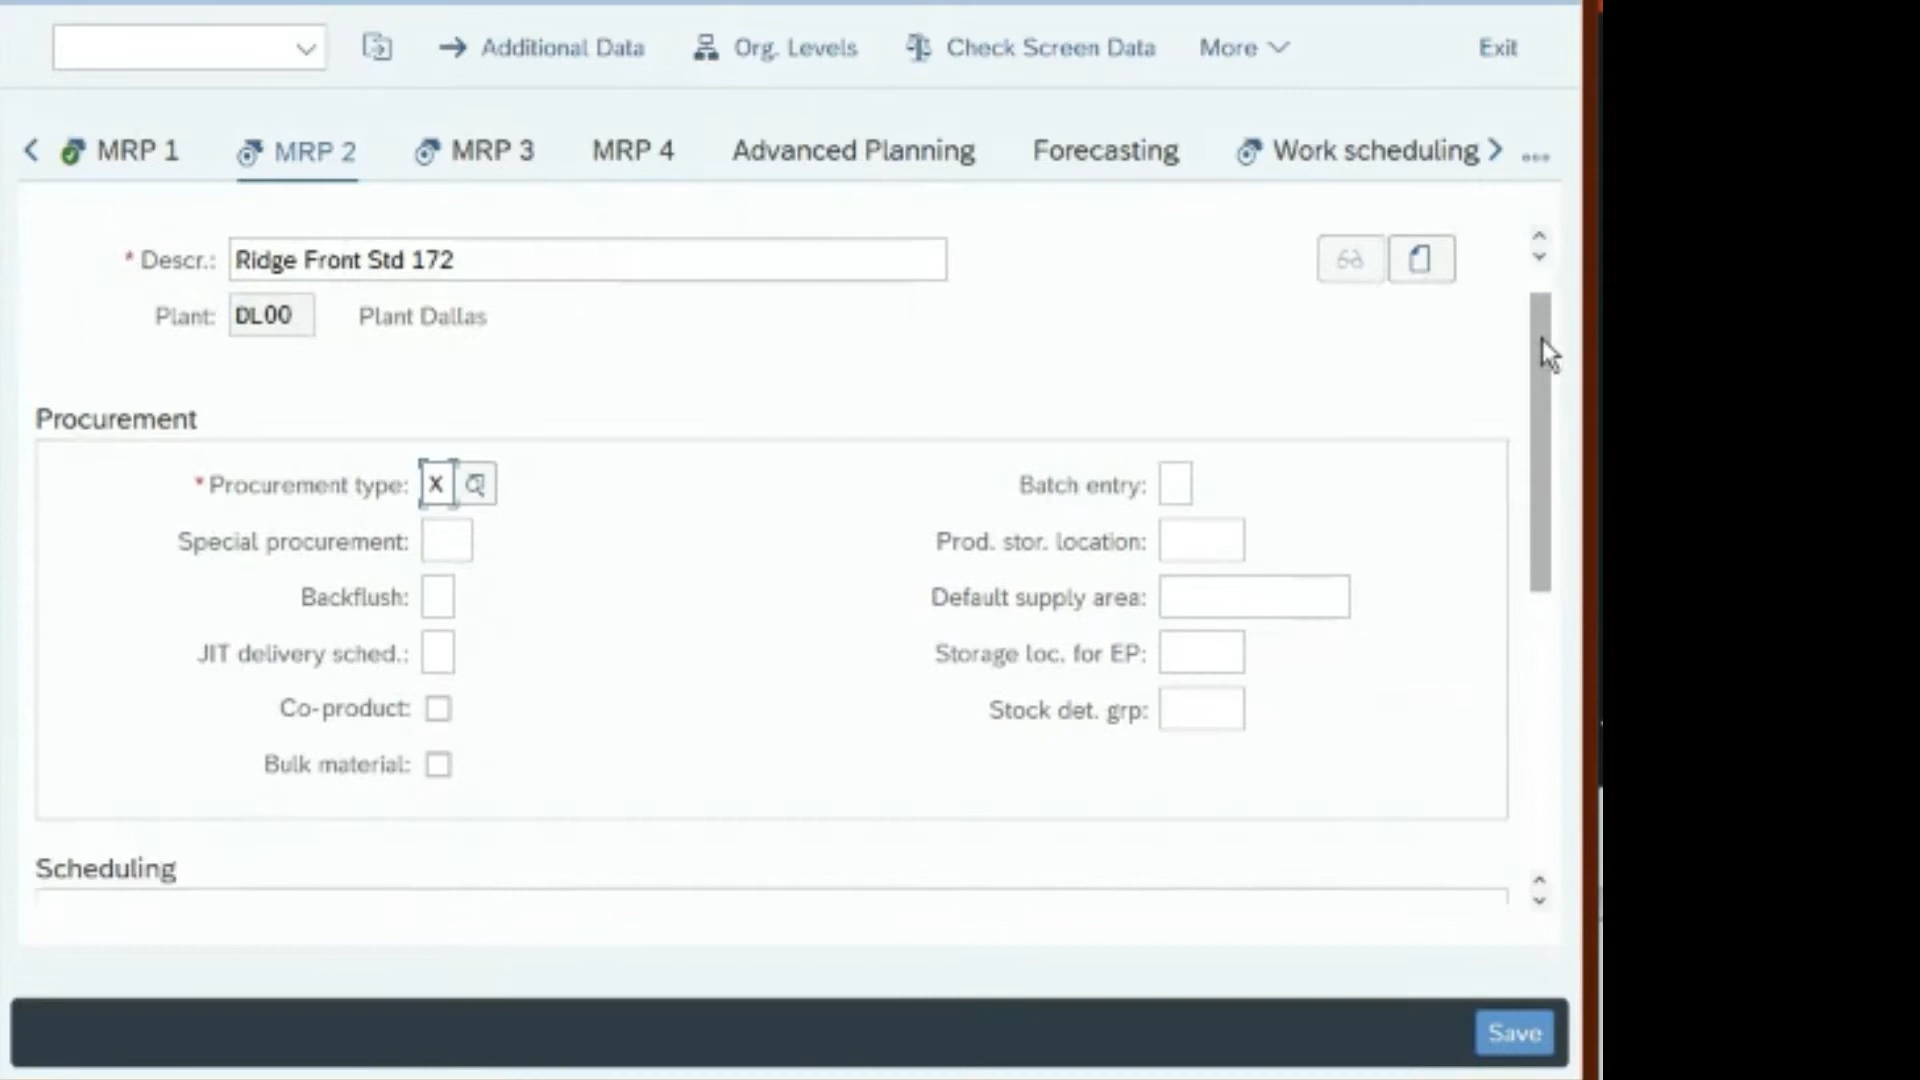 Additional Data Org. Levels Check Screen Data More Exit
MRP 1 MRP 2 MRP 3 MRP 4 Advanced Planning Forecasting Work scheduling
* Descr.: Ridge Front Std 172
Plant: DL00 Plant Dallas
Procurement
* Procurement type: X Batch entry:
Special procurement: Prod. stor. location:
Backflush: Default supply area:
JIT delivery sched.: Storage loc. for EP:
Co-product: Stock det. grp:
Bulk material:
Scheduling
Save